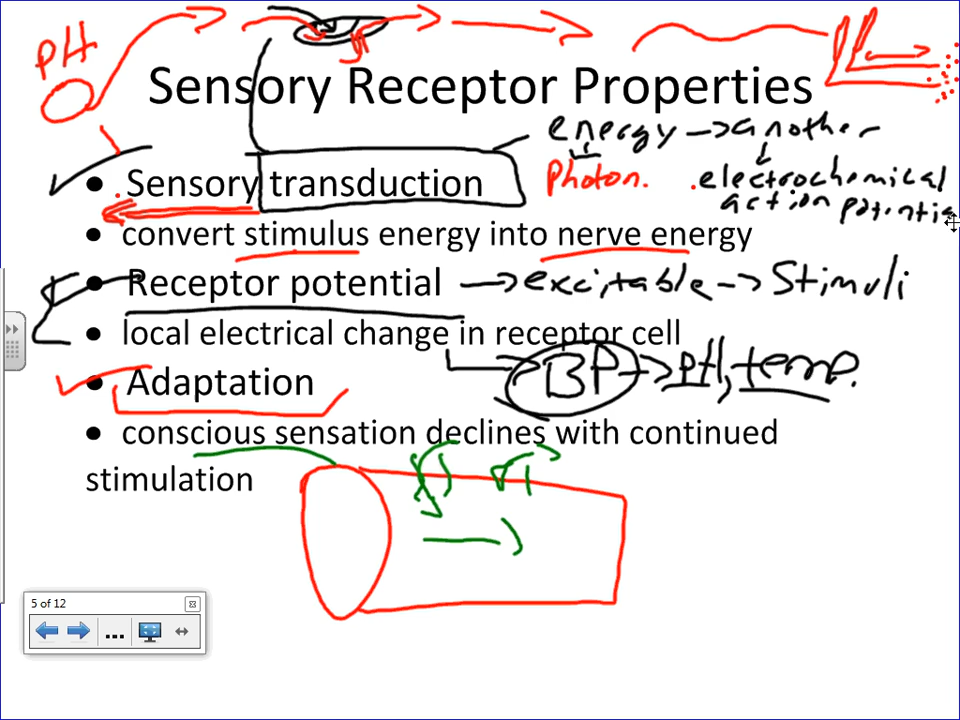 pH
Sensory Receptor Properties
energy → another
• Sensory transduction
Photon. .electrochemical
action potential
• convert stimulus energy into nerve energy
• Receptor potential → excitable → Stimuli
• local electrical change in receptor cell
→ BP → pH, temp.
• Adaptation
• conscious sensation declines with continued
stimulation
5 of 12
...